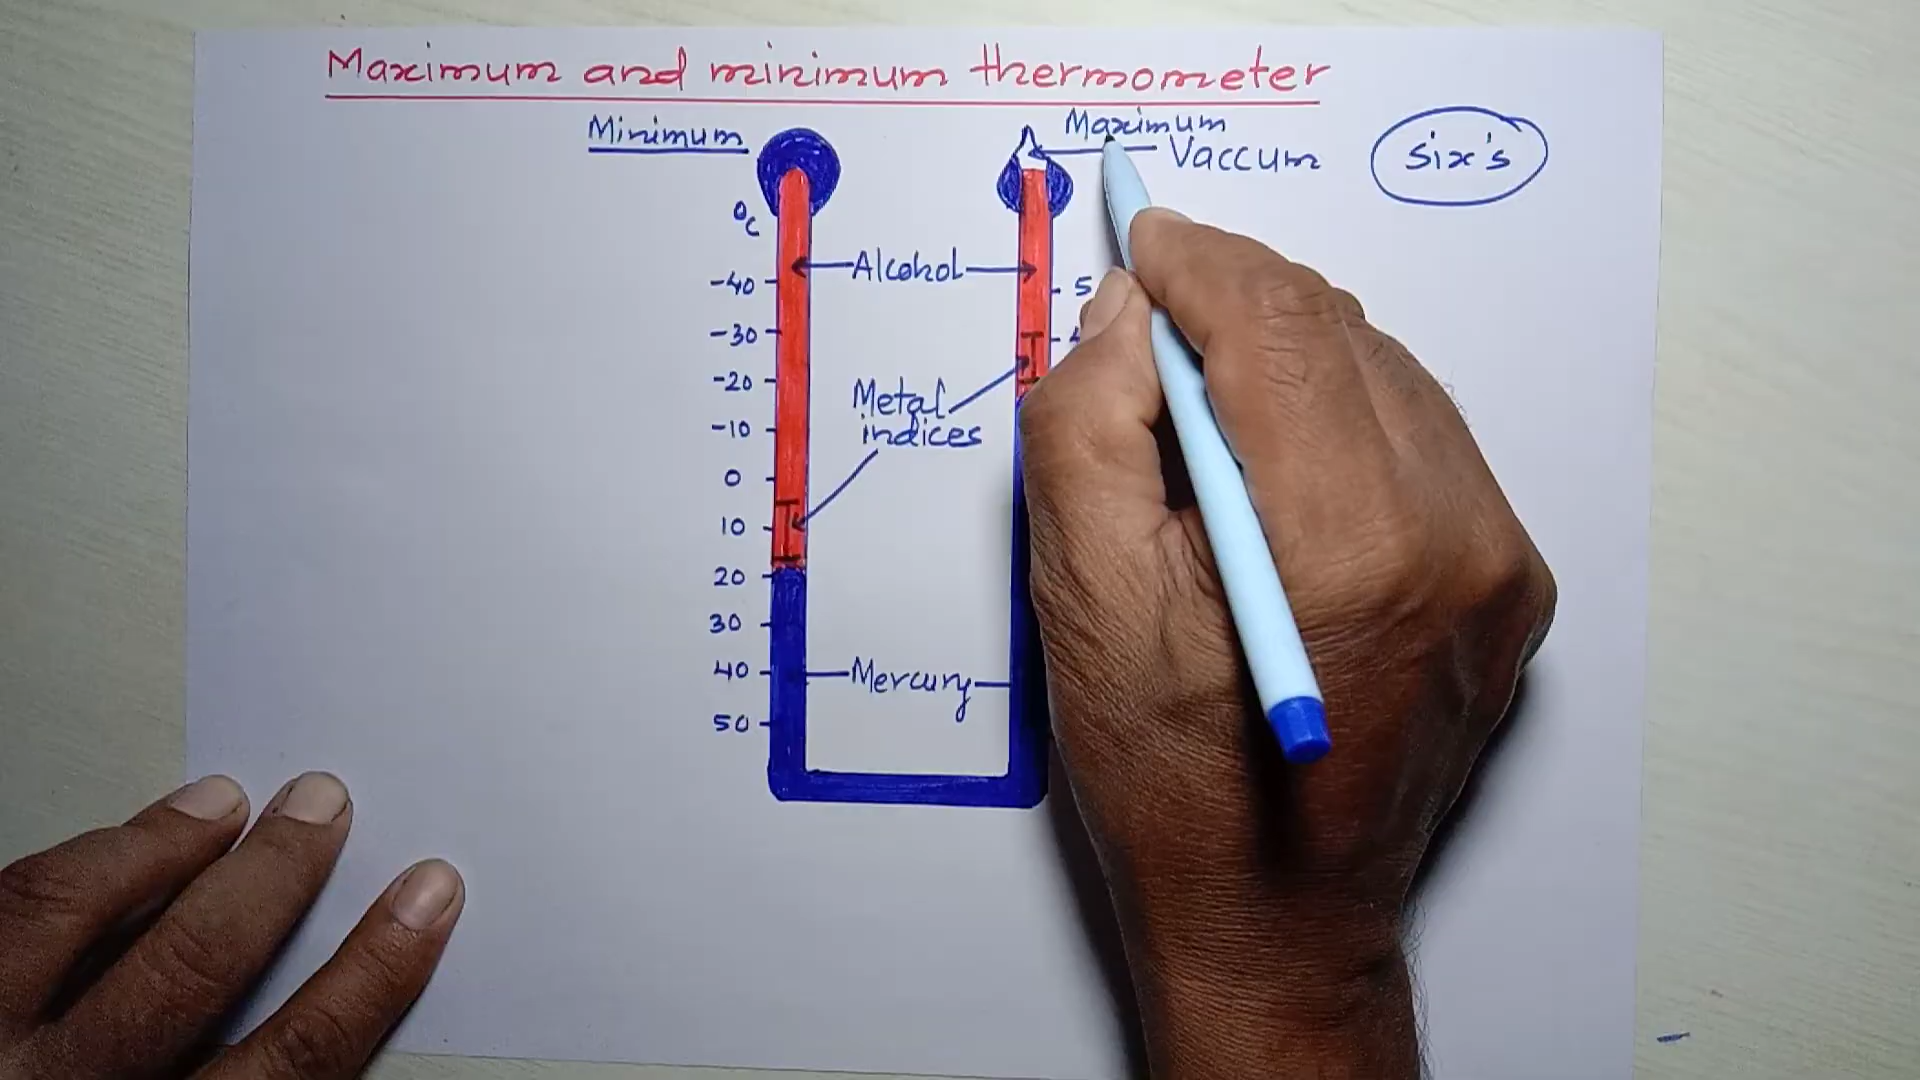 Maximum and minimum thermometer
Minimum
Maximum
Vaccum
six's
°c
Alcohol
-40
-30
-20
-10
0
10
20
30
40
50
5
Metal
indices
Mercury